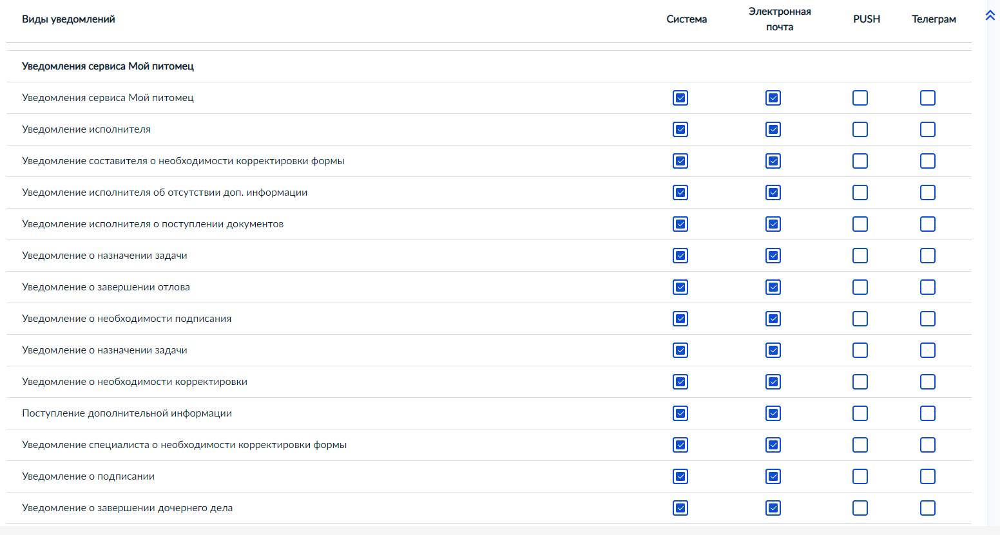 Виды уведомлений
Система
Электронная
почта
PUSH
Телеграм
Уведомления сервиса Мой питомец
Уведомления сервиса Мой питомец
Уведомление исполнителя
Уведомление составителя о необходимости корректировки формы
Уведомление исполнителя об отсутствии доп. информации
Уведомление исполнителя о поступлении документов
Уведомление о назначении задачи
Уведомление о завершении отлова
Уведомление о необходимости подписания
Уведомление о назначении задачи
Уведомление о необходимости корректировки
Поступление дополнительной информации
Уведомление специалиста о необходимости корректировки формы
Уведомление о подписании
Уведомление о завершении дочернего дела